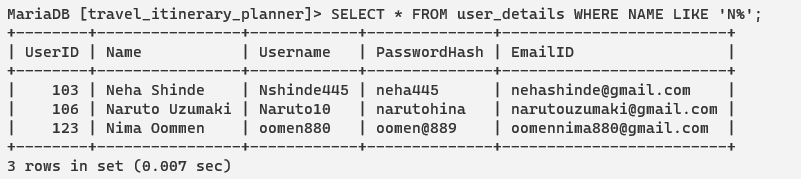 MariaDB [travel_itinerary_planner]> SELECT * FROM user_details WHERE NAME LIKE 'N%';
+--------+----------------+------------+--------------+-------------------------+
| UserID | Name           | Username   | PasswordHash | EmailID                 |
+--------+----------------+------------+--------------+-------------------------+
|    103 | Neha Shinde    | Nshinde445 | neha445      | nehashinde@gmail.com    |
|    106 | Naruto Uzumaki | Naruto10   | narutohina   | narutouzumaki@gmail.com |
|    123 | Nima Oommen    | oomen880   | oomen@889    | oomennima880@gmail.com  |
+--------+----------------+------------+--------------+-------------------------+
3 rows in set (0.007 sec)